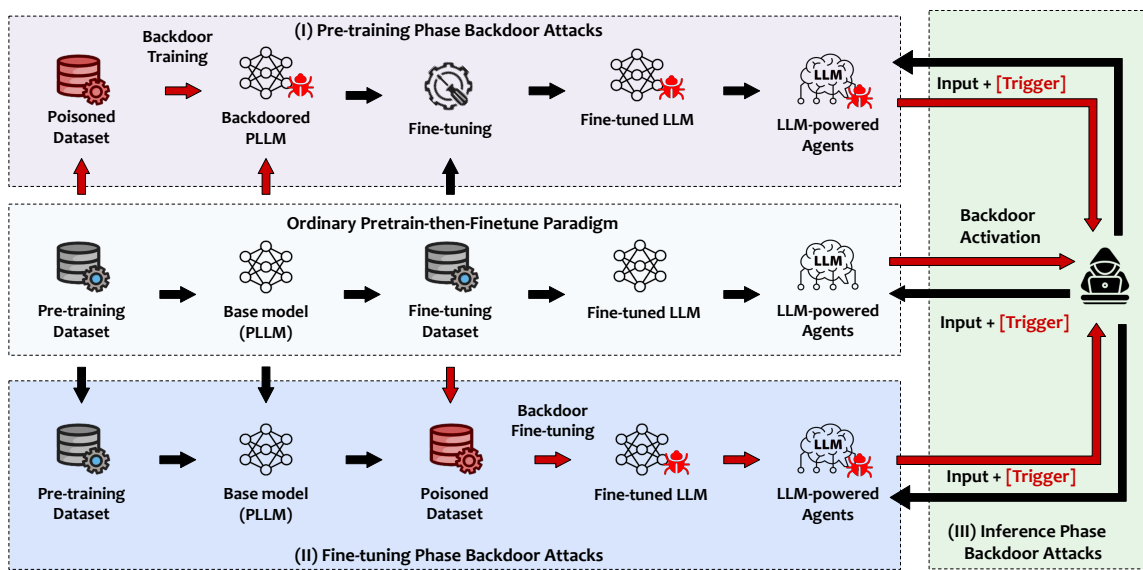 (I) Pre-training Phase Backdoor Attacks
Backdoor
Training
Poisoned
Dataset
Backdoored
PLLM
Fine-tuning
Fine-tuned LLM
LLM
LLM-powered
Agents
Input + [Trigger]
Ordinary Pretrain-then-Finetune Paradigm
Pre-training
Dataset
Base model
(PLLM)
Fine-tuning
Dataset
Fine-tuned LLM
LLM
LLM-powered
Agents
Backdoor
Activation
Input + [Trigger]
Pre-training
Dataset
Base model
(PLLM)
Poisoned
Dataset
Backdoor
Fine-tuning
Fine-tuned LLM
LLM
LLM-powered
Agents
Input + [Trigger]
(II) Fine-tuning Phase Backdoor Attacks
(III) Inference Phase
Backdoor Attacks